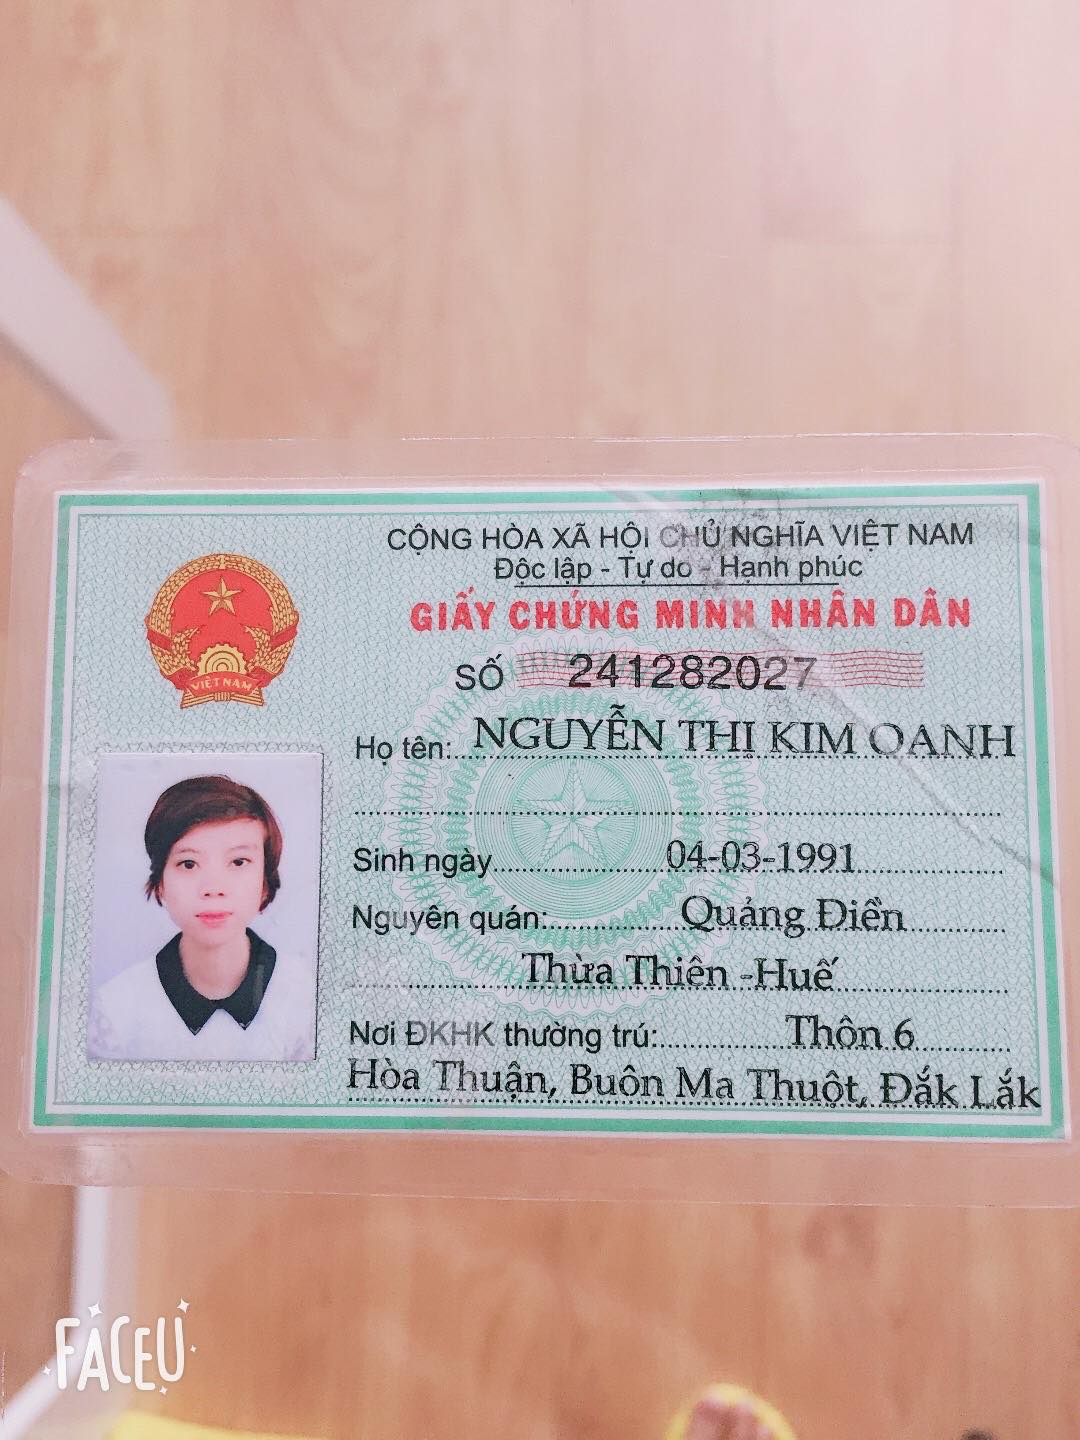 CỘNG HÒA XÃ HỘI CHỦ NGHĨA VIỆT NAM
Độc lập - Tự do - Hạnh phúc
GIẤY CHỨNG MINH NHÂN DÂN
SỐ 241282027
VIỆT NAM
Họ tên: NGUYỄN THỊ KIM OANH
Sinh ngày 04-03-1991
Nguyên quán: Quảng Điền
Thừa Thiên -Huế
Nơi ĐKHK thường trú: Thôn 6
Hòa Thuận, Buôn Ma Thuột, Đắk Lắk
FACEU